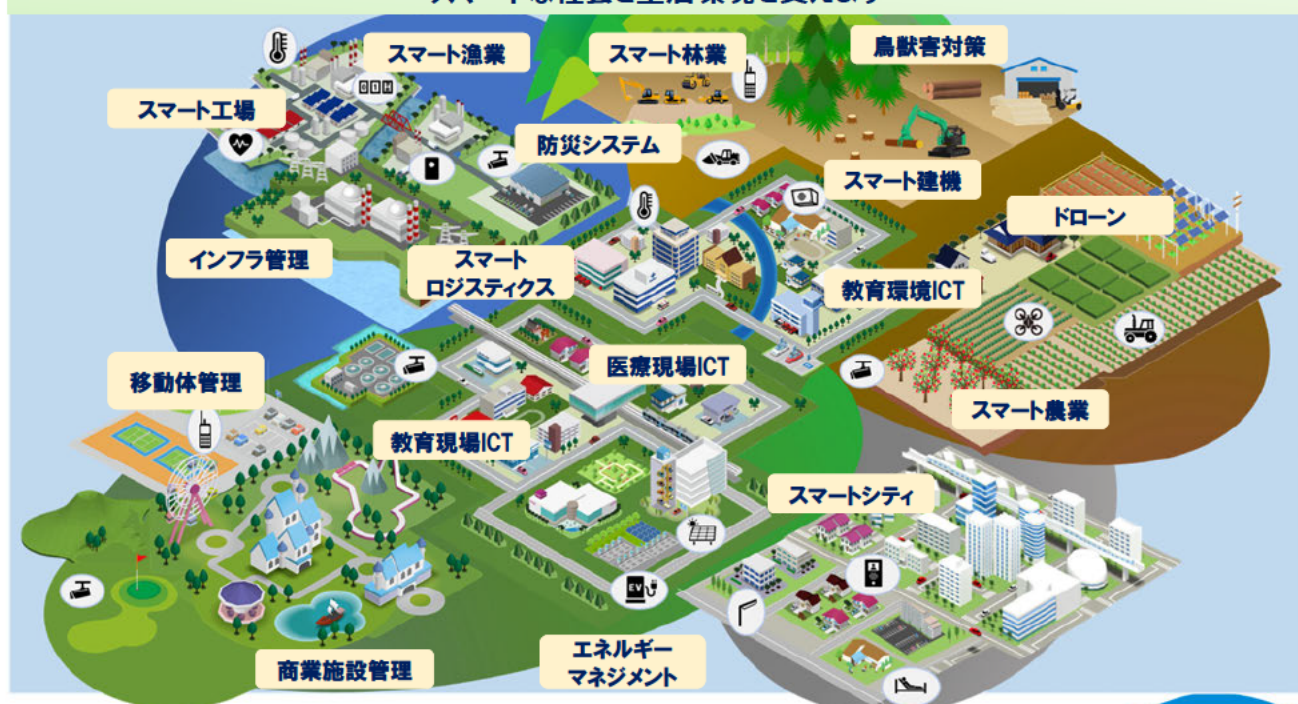 スマート漁業
スマート林業
鳥獣害対策
スマート工場
防災システム
スマート建機
ドローン
インフラ管理
スマート
ロジスティクス
教育環境ICT
医療現場ICT
移動体管理
スマート農業
教育現場ICT
スマートシティ
EV
エネルギー
マネジメント
商業施設管理